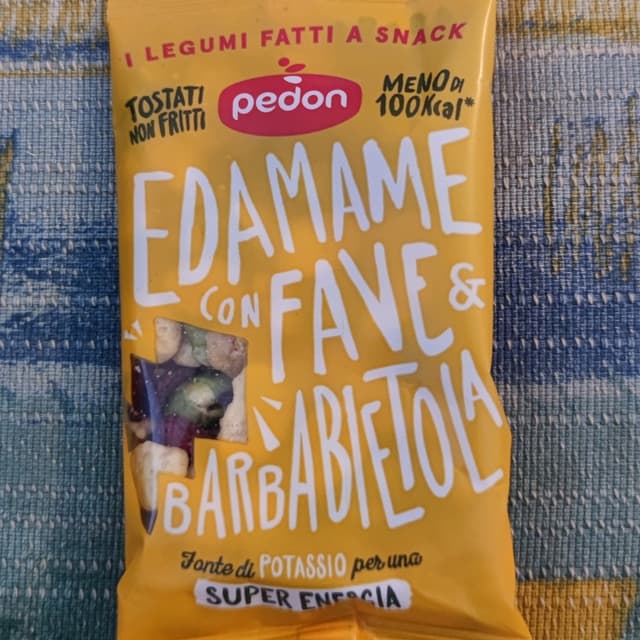 I LEGUMI FATTI A SNACK
TOSTATI
NON FRITTI
pedon
MENO DI
100Kcal*
EDAMAME
CON FAVE &
BARBABIETOLA
Fonte di POTASSIO per una
SUPER ENERGIA